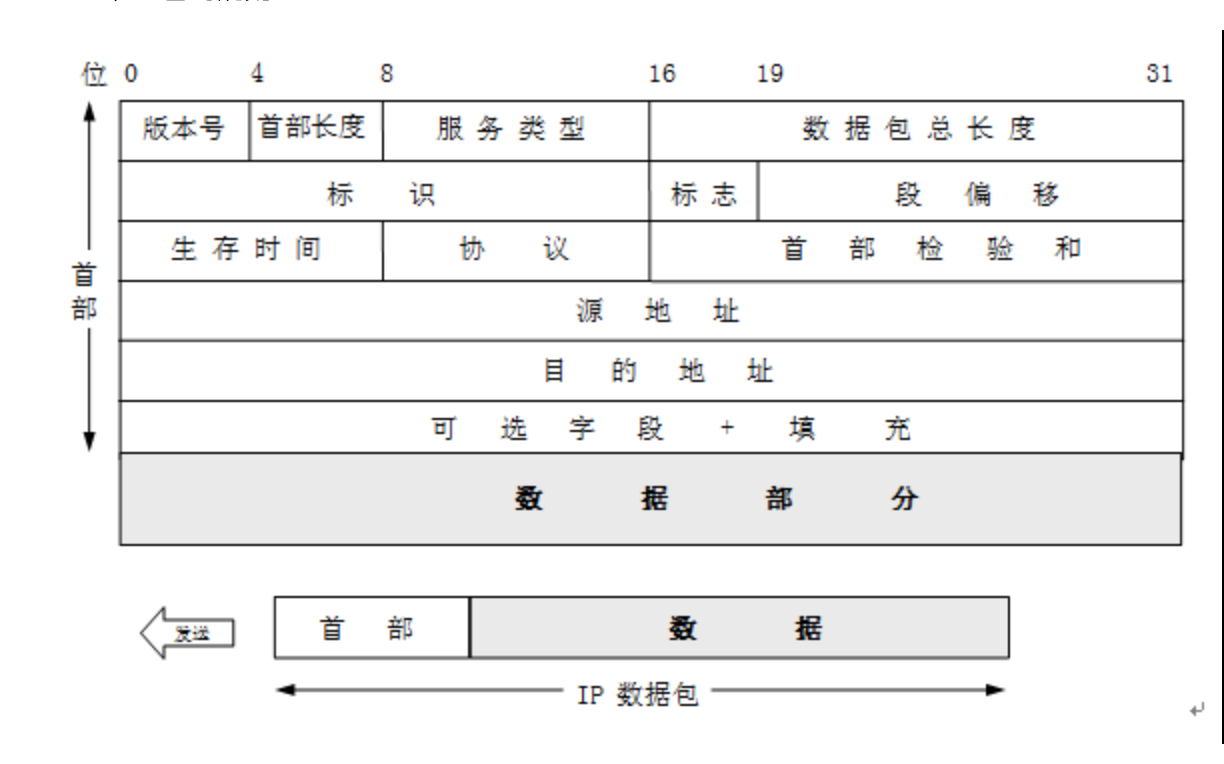 位 0 4 8 16 19 31
版本号 首部长度 服务类型 数据包总长度
标识 标志 段偏移
生存时间 协议 首部检验和
首部
源地址
目的地址
可选字段 + 填充
数据部分
发送 首部 数据
IP 数据包